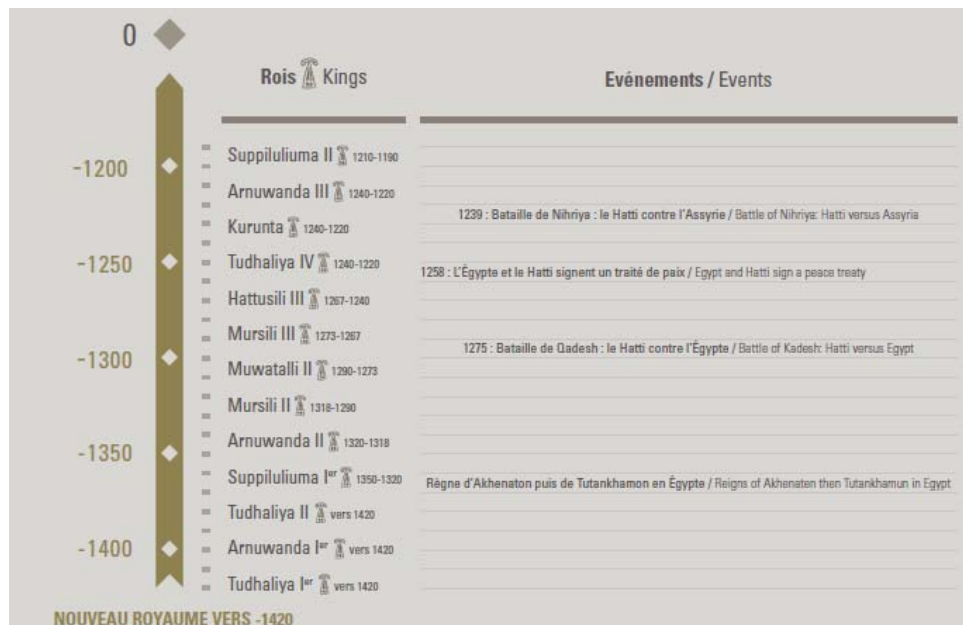 0
Rois Kings
Evénements / Events
-1200
Suppiluliuma II 1210-1190
Arnuwanda III 1240-1220
1239 : Bataille de Nihriya : le Hatti contre l'Assyrie / Battle of Nihriya: Hatti versus Assyria
Kurunta 1240-1220
-1250
Tudhaliya IV 1240-1220
1258 : L'Égypte et le Hatti signent un traité de paix / Egypt and Hatti sign a peace treaty
Hattusili III 1267-1240
Mursili III 1273-1267
1275 : Bataille de Qadesh : le Hatti contre l'Égypte / Battle of Kadesh: Hatti versus Egypt
-1300
Muwatalli II 1290-1273
Mursili II 1318-1290
Arnuwanda II 1320-1318
-1350
Suppiluliuma Ier 1350-1320
Règne d'Akhenaton puis de Tutankhamon en Égypte / Reigns of Akhenaten then Tutankhamun in Egypt
Tudhaliya II vers 1420
-1400
Arnuwanda Ier vers 1420
Tudhaliya Ier vers 1420
NOUVEAU ROYAUME VERS -1420